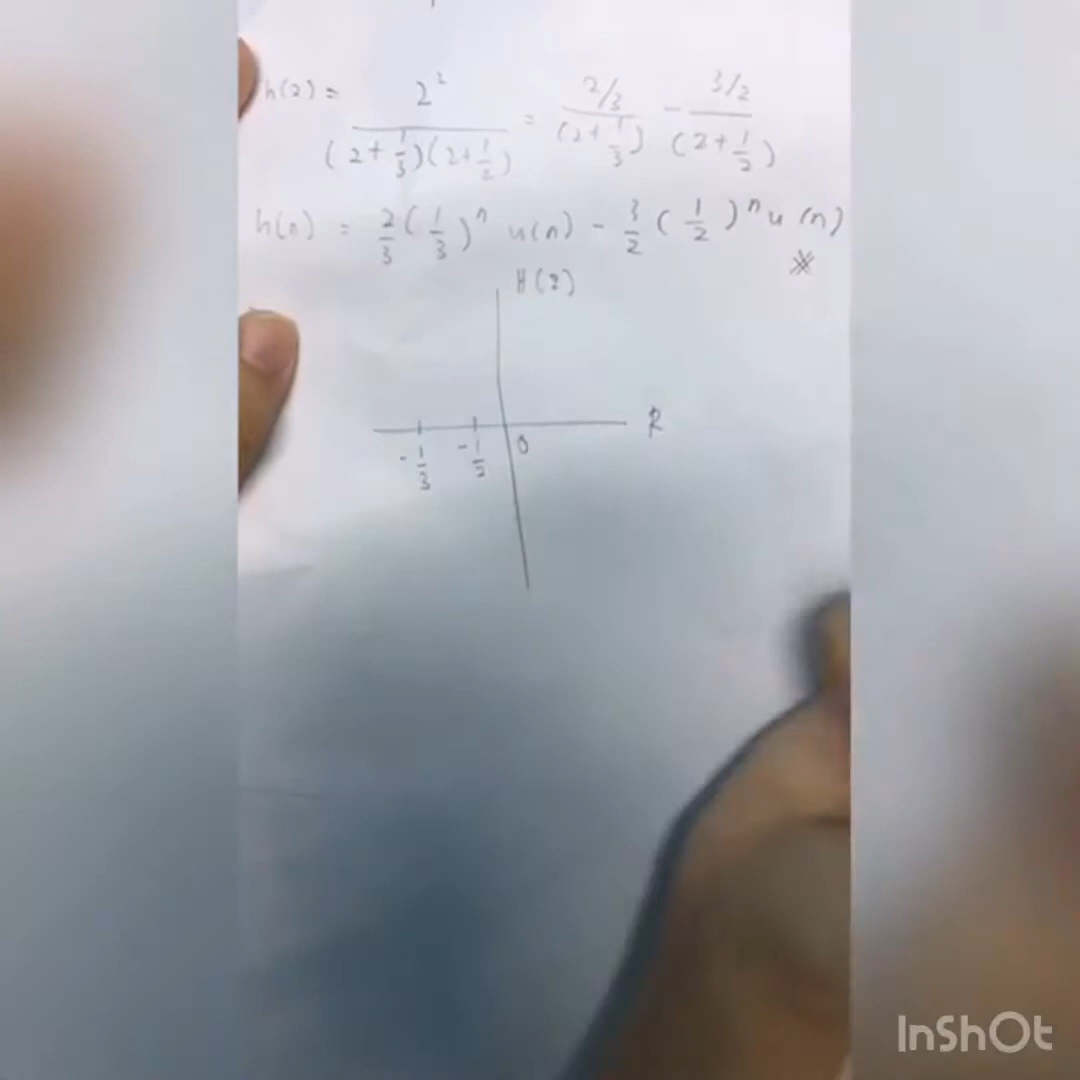 h(z) = z² / (z + 1/3)(z + 1/2) = 2/3 / (z + 1/3) - 3/2 / (z + 1/2)
h(n) = 2/3 (1/3)ⁿ u(n) - 3/2 (1/2)ⁿ u(n)
H(z)
R
-1/3 -1/2 0
InShOt